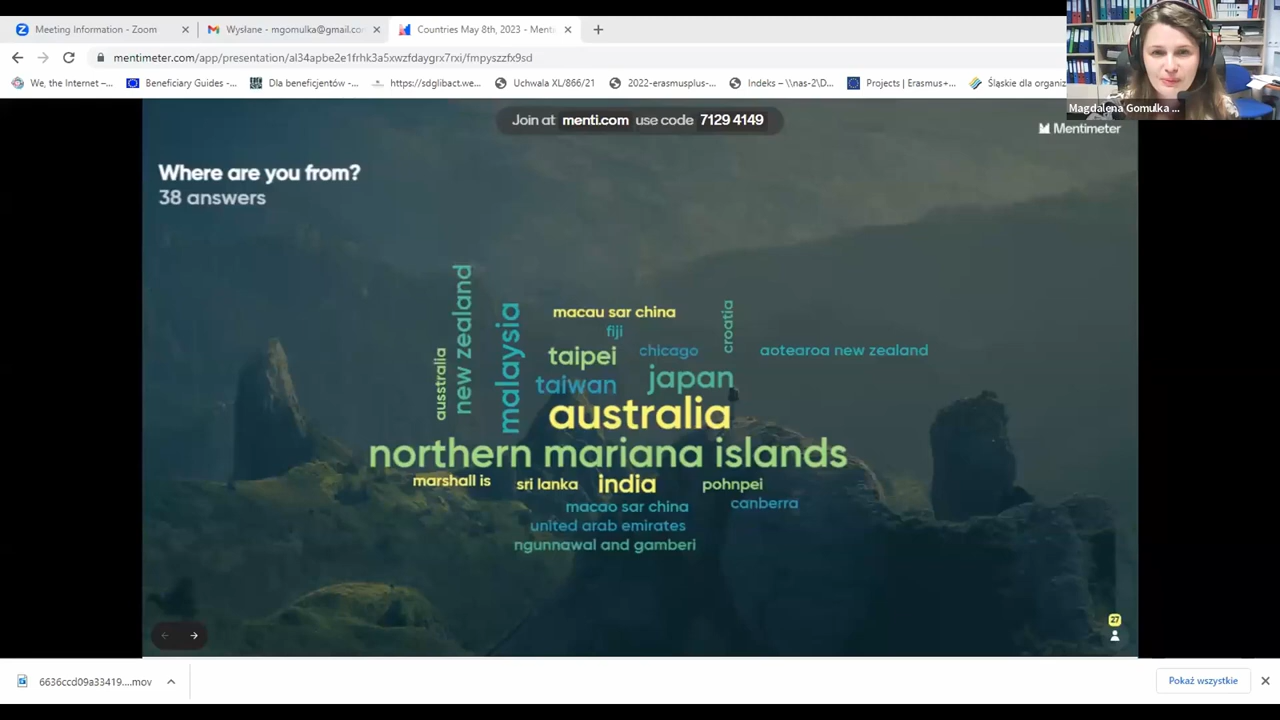 Meeting Information - Zoom
Wysłane - mgomulka@gmail.co
Countries May 8th, 2023 - Ment
mentimeter.com/app/presentation/al34apbe2e1frhk3a5xwzfdaygrx7rxi/fmpyszzfx9sd
We, the Internet –...
Beneficiary Guides -...
Dla beneficjentów -...
https://sdglibact.we...
Uchwala XL/866/21
2022-erasmusplus-...
Indeks – \\nas-2\D...
Projects | Erasmus+...
Śląskie dla organiz
Magdalena Gomulka ...
Join at menti.com use code 7129 4149
Mentimeter
Where are you from?
38 answers
new zealand
malaysia
ausstralia
macau sar china
fiji
croatia
taipei
chicago
aotearoa new zealand
taiwan
japan
australia
northern mariana islands
marshall is
sri lanka
india
pohnpei
macao sar china
canberra
united arab emirates
ngunnawal and gamberi
27
6636ccd09a33419....mov
Pokaż wszystkie